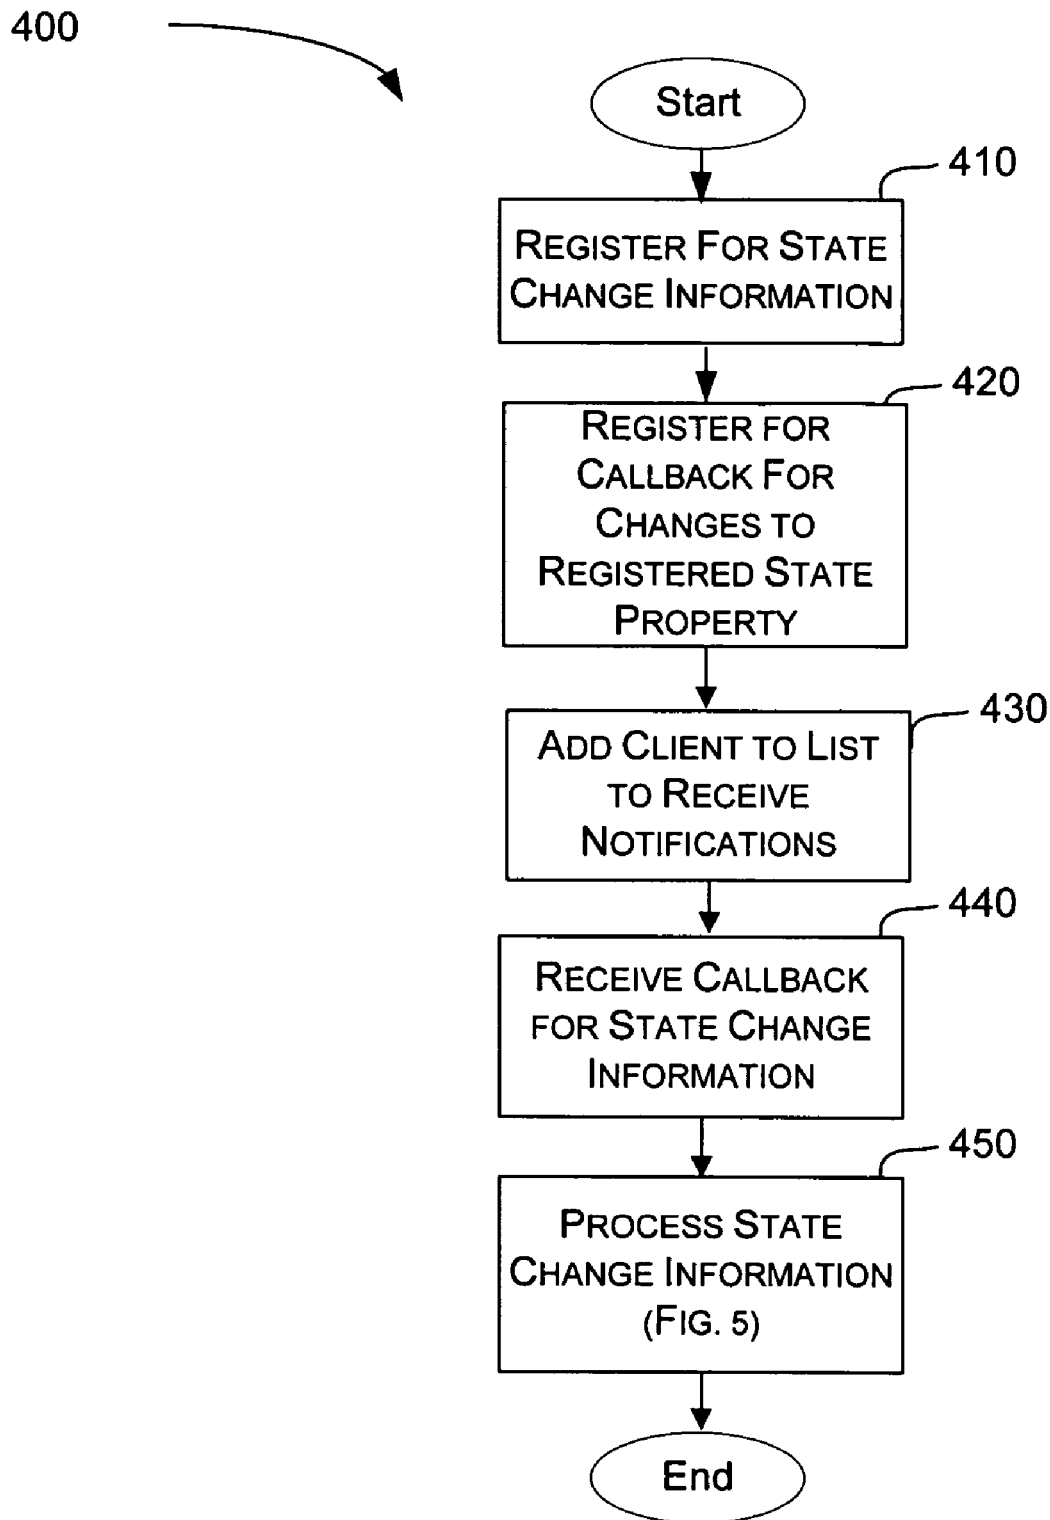 400
Start
410
REGISTER FOR STATE
CHANGE INFORMATION
420
REGISTER FOR
CALLBACK FOR
CHANGES TO
REGISTERED STATE
PROPERTY
430
ADD CLIENT TO LIST
TO RECEIVE
NOTIFICATIONS
440
RECEIVE CALLBACK
FOR STATE CHANGE
INFORMATION
450
PROCESS STATE
CHANGE INFORMATION
(FIG. 5)
End